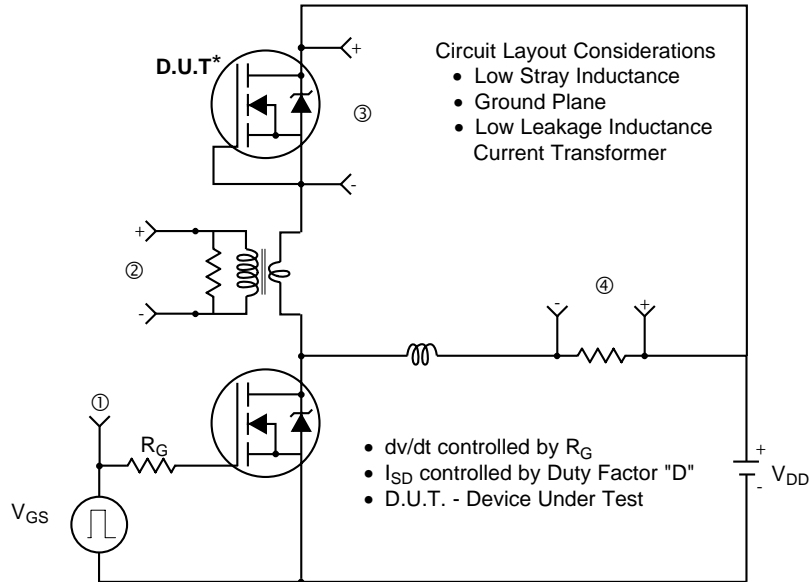 D.U.T*
+
③
-
Circuit Layout Considerations
• Low Stray Inductance
• Ground Plane
• Low Leakage Inductance
Current Transformer
+
②
-
④
-
+
①
R_G
V_GS
• dv/dt controlled by R_G
• I_SD controlled by Duty Factor "D"
• D.U.T. - Device Under Test
+
V_DD
-